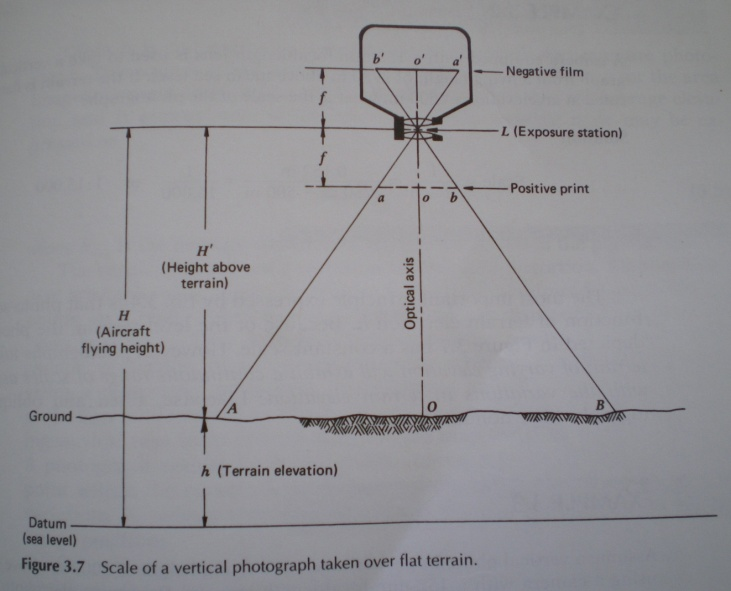 b' o' a'
Negative film
f
L (Exposure station)
f
Positive print
a o b
H'
(Height above
terrain)
Optical axis
H
(Aircraft
flying height)
A O B
Ground
h (Terrain elevation)
Datum
(sea level)
Figure 3.7 Scale of a vertical photograph taken over flat terrain.